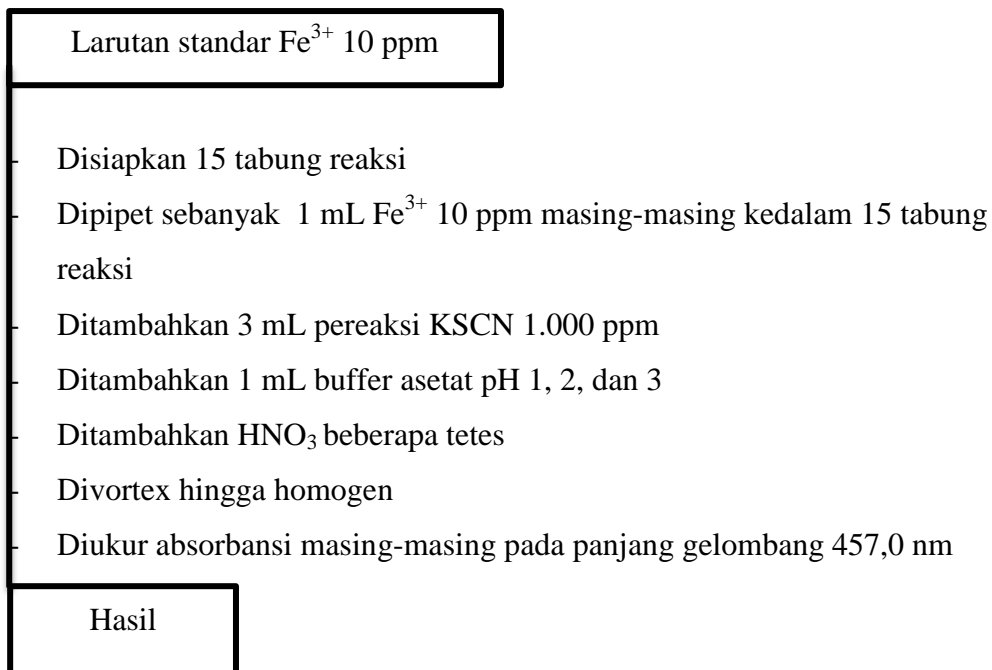 Larutan standar Fe³⁺ 10 ppm
- Disiapkan 15 tabung reaksi
- Dipipet sebanyak 1 mL Fe³⁺ 10 ppm masing-masing kedalam 15 tabung
reaksi
- Ditambahkan 3 mL pereaksi KSCN 1.000 ppm
- Ditambahkan 1 mL buffer asetat pH 1, 2, dan 3
- Ditambahkan HNO₃ beberapa tetes
- Divortex hingga homogen
- Diukur absorbansi masing-masing pada panjang gelombang 457,0 nm
Hasil